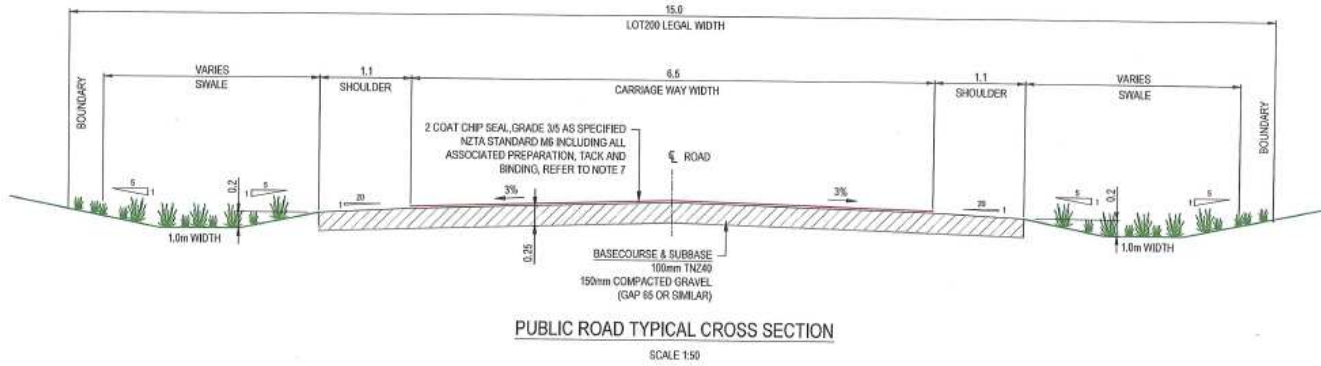 15.0
LOT200 LEGAL WIDTH
BOUNDARY
VARIES
SWALE
1.1
SHOULDER
6.5
CARRIAGE WAY WIDTH
1.1
SHOULDER
VARIES
SWALE
BOUNDARY
2 COAT CHIP SEAL,GRADE 3/5 AS SPECIFIED
NZTA STANDARD M6 INCLUDING ALL
ASSOCIATED PREPARATION, TACK AND
BINDING, REFER TO NOTE 7
℄ ROAD
5
1
5
1
0.2
20
1
3%
3%
20
1
5
1
0.2
5
1
1.0m WIDTH
0.25
1.0m WIDTH
BASECOURSE & SUBBASE
100mm TNZ40
150mm COMPACTED GRAVEL
(GAP 65 OR SIMILAR)
PUBLIC ROAD TYPICAL CROSS SECTION
SCALE 1:50